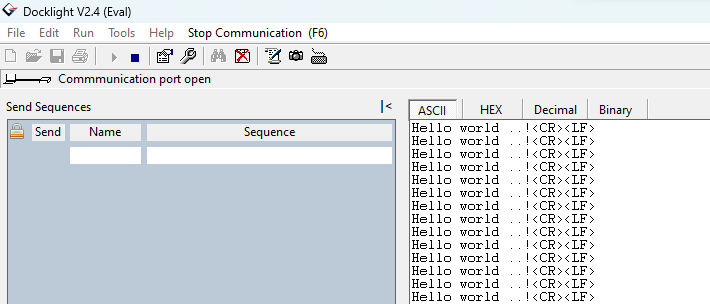 Docklight V2.4 (Eval)
File Edit Run Tools Help Stop Communication (F6)
Commmunication port open
Send Sequences
Send Name Sequence
ASCII HEX Decimal Binary
Hello world ..!<CR><LF>
Hello world ..!<CR><LF>
Hello world ..!<CR><LF>
Hello world ..!<CR><LF>
Hello world ..!<CR><LF>
Hello world ..!<CR><LF>
Hello world ..!<CR><LF>
Hello world ..!<CR><LF>
Hello world ..!<CR><LF>
Hello world ..!<CR><LF>
Hello world ..!<CR><LF>
Hello world ..!<CR><LF>
Hello world ..!<CR><LF>
Hello world ..!<CR><LF>